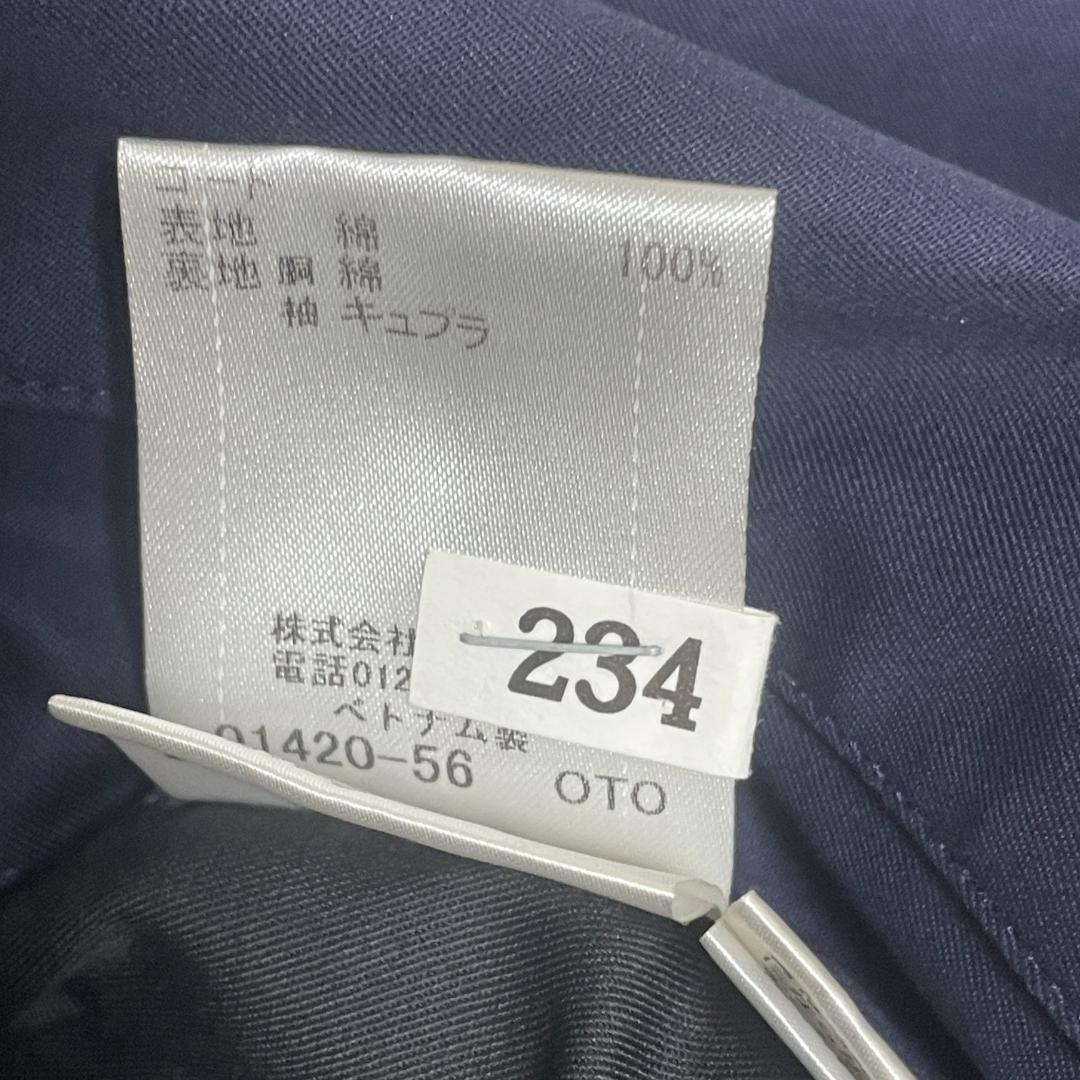 コート
表地 綿 100%
裏地 胴 綿
袖 キュプラ
株式会社
電話012
ベトナム製
01420-56 OTO
234